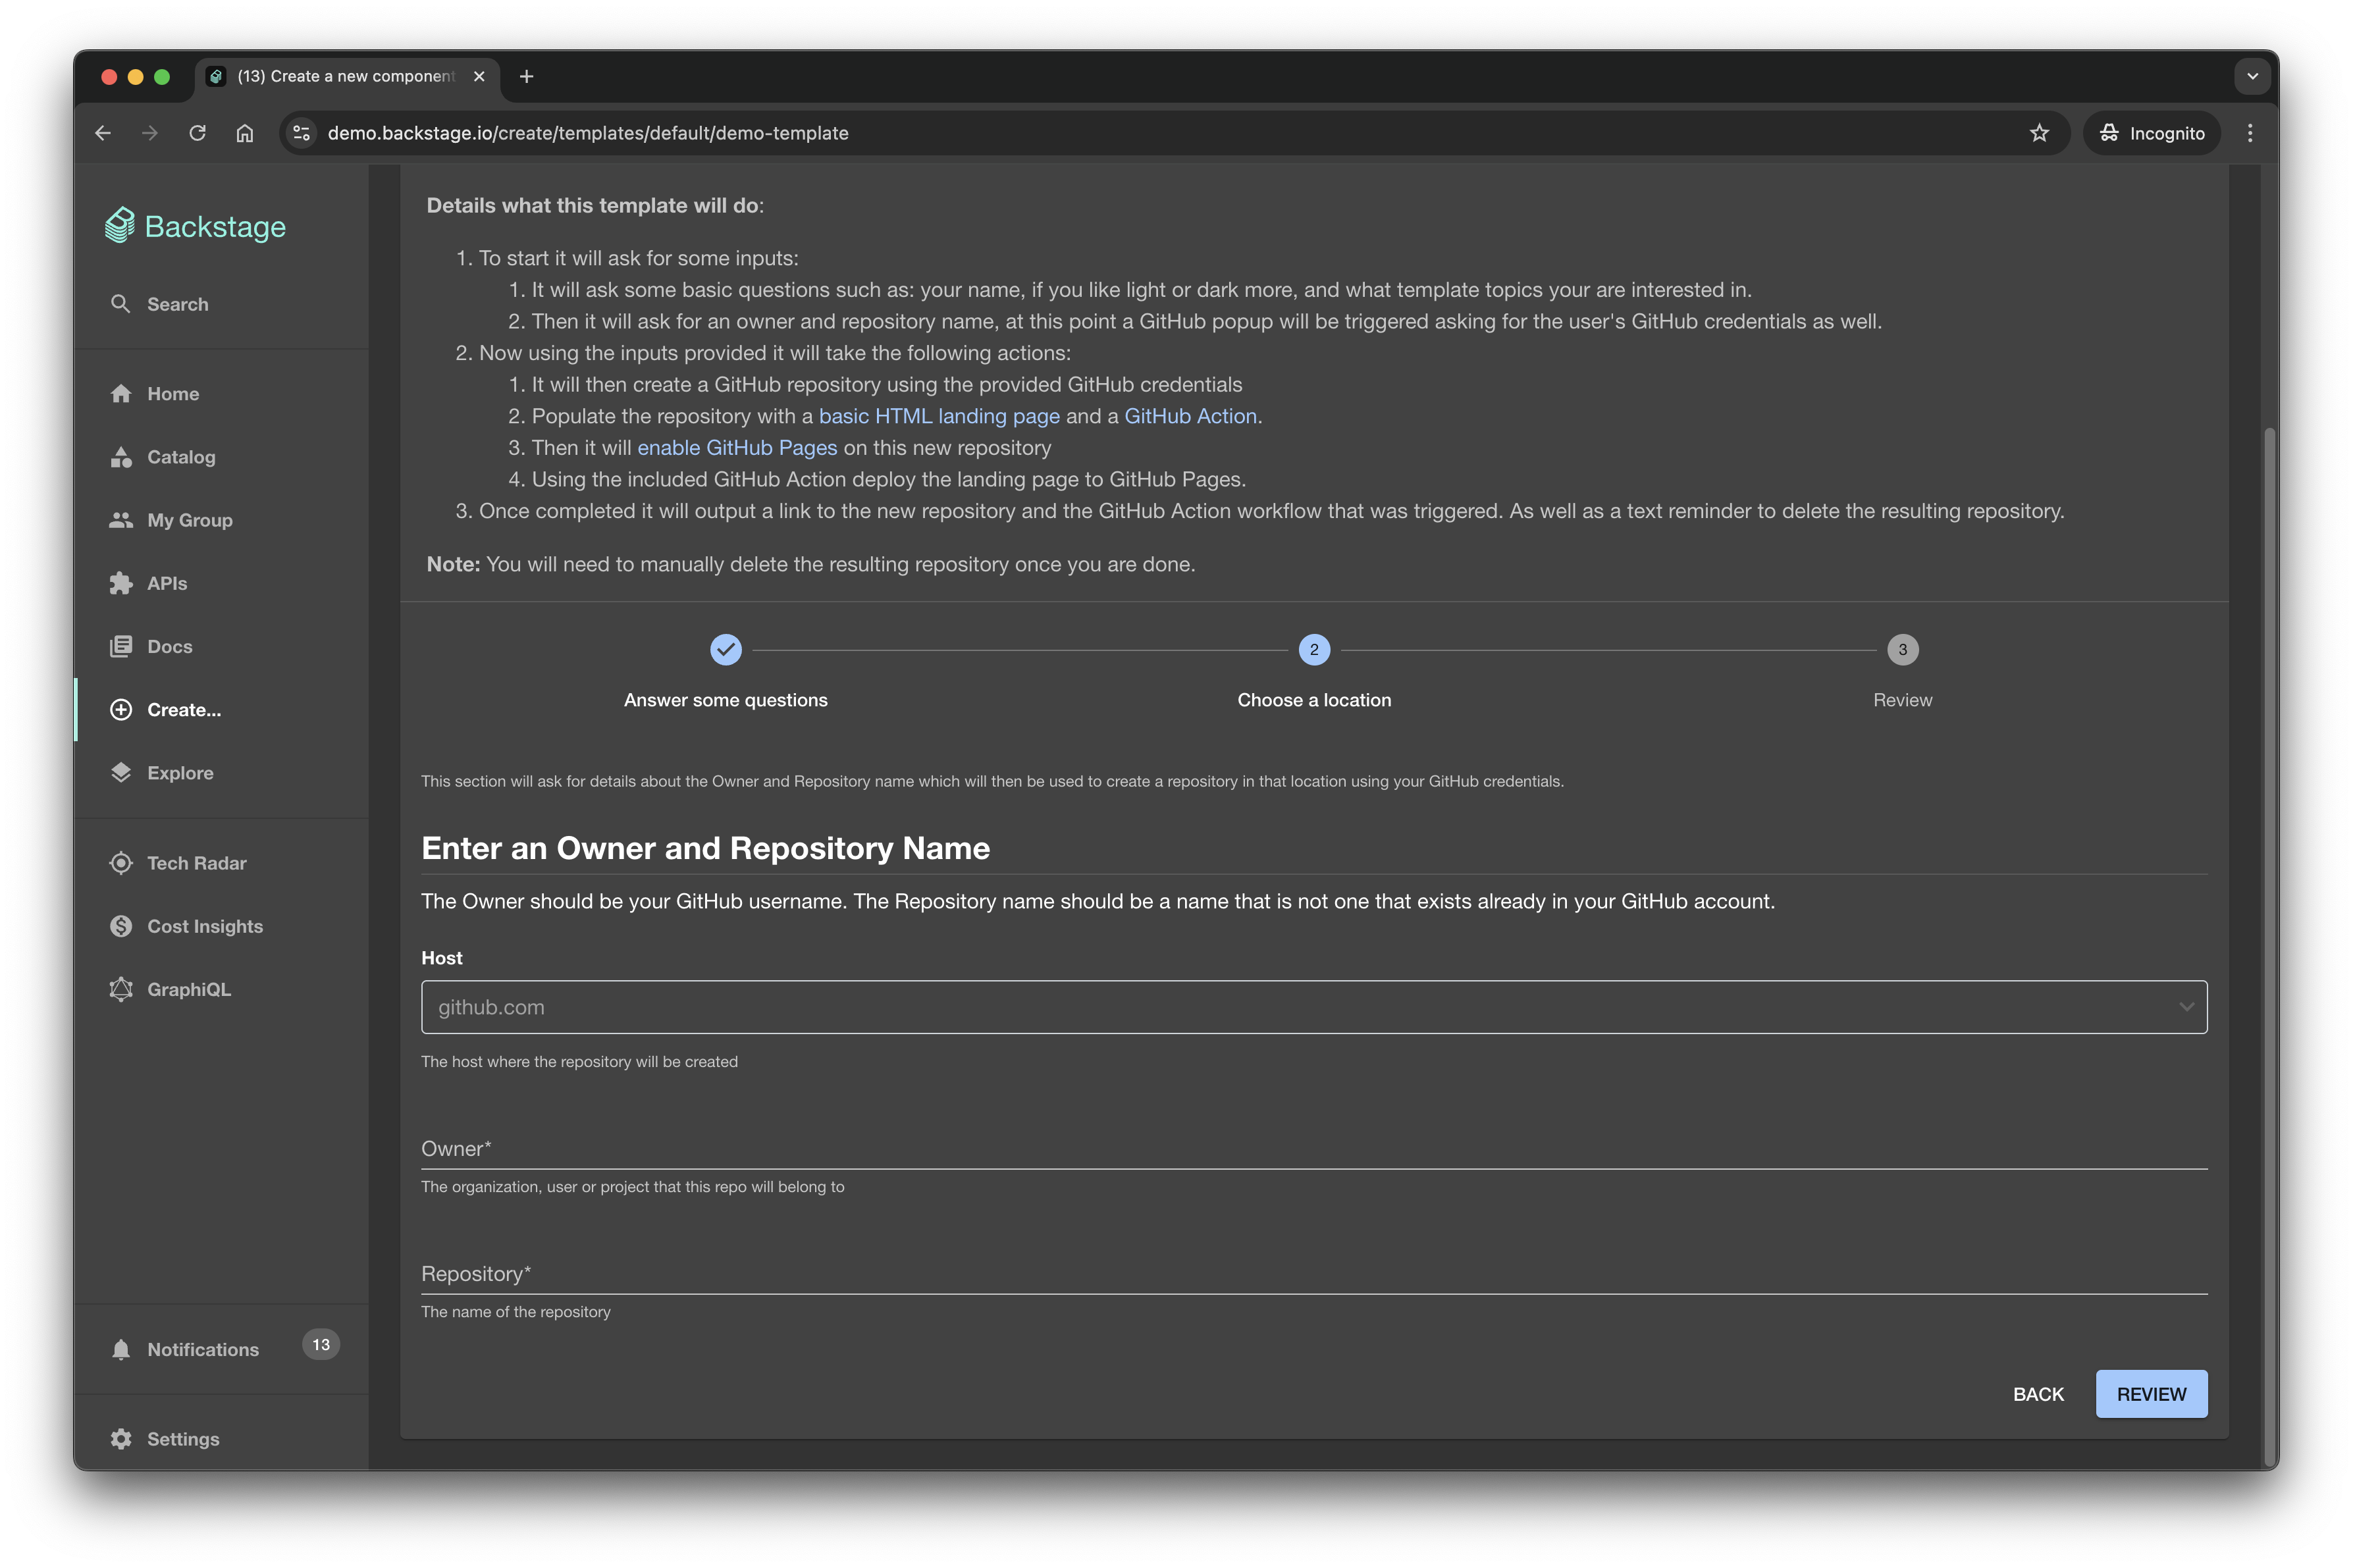 (13) Create a new component
demo.backstage.io/create/templates/default/demo-template
Incognito
Backstage
Search
Home
Catalog
My Group
APIs
Docs
Create...
Explore
Tech Radar
Cost Insights
GraphiQL
Notifications
13
Settings
Details what this template will do:
1. To start it will ask for some inputs:
1. It will ask some basic questions such as: your name, if you like light or dark more, and what template topics your are interested in.
2. Then it will ask for an owner and repository name, at this point a GitHub popup will be triggered asking for the user's GitHub credentials as well.
2. Now using the inputs provided it will take the following actions:
1. It will then create a GitHub repository using the provided GitHub credentials
2. Populate the repository with a basic HTML landing page and a GitHub Action.
3. Then it will enable GitHub Pages on this new repository
4. Using the included GitHub Action deploy the landing page to GitHub Pages.
3. Once completed it will output a link to the new repository and the GitHub Action workflow that was triggered. As well as a text reminder to delete the resulting repository.
Note: You will need to manually delete the resulting repository once you are done.
2
3
Answer some questions
Choose a location
Review
This section will ask for details about the Owner and Repository name which will then be used to create a repository in that location using your GitHub credentials.
Enter an Owner and Repository Name
The Owner should be your GitHub username. The Repository name should be a name that is not one that exists already in your GitHub account.
Host
github.com
The host where the repository will be created
Owner*
The organization, user or project that this repo will belong to
Repository*
The name of the repository
BACK
REVIEW